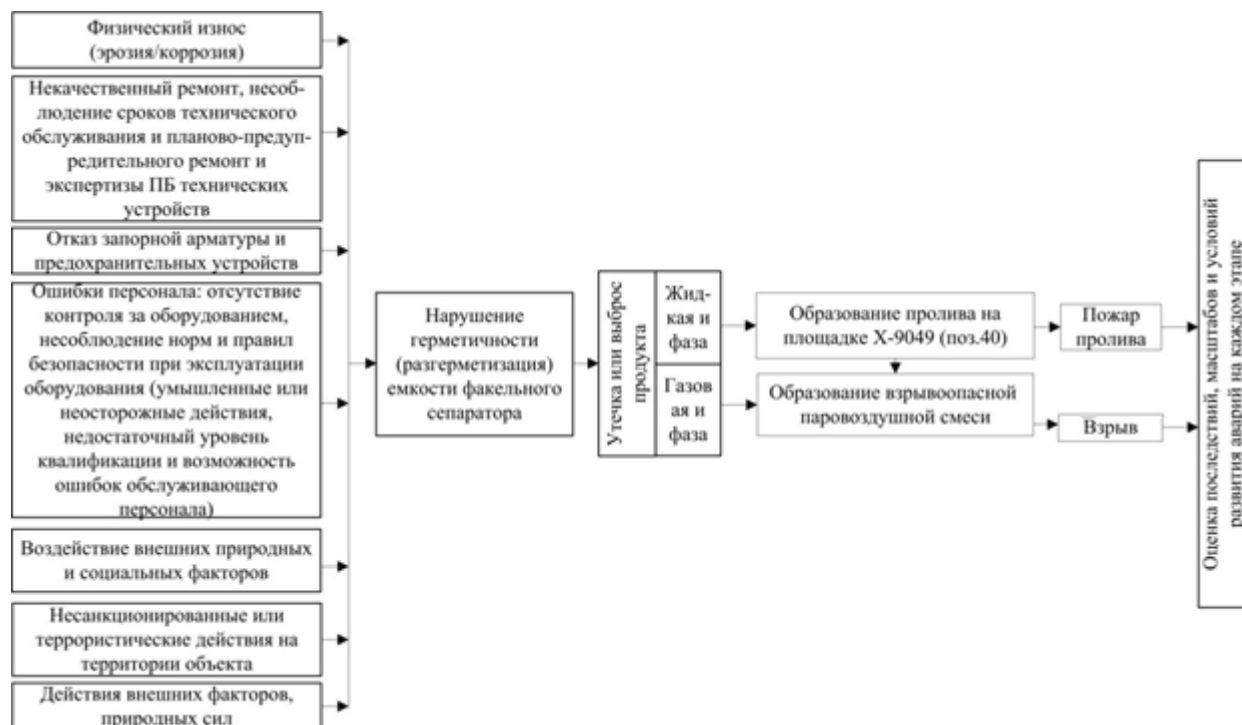 Физический износ
(эрозия/коррозия)
Некачественный ремонт, несоб-
людение сроков технического
обслуживания и планово-предуп-
редительного ремонт и
экспертизы ПБ технических
устройств
Отказ запорной арматуры и
предохранительных устройств
Ошибки персонала: отсутствие
контроля за оборудованием,
несоблюдение норм и правил
безопасности при эксплуатации
оборудования (умышленные или
неосторожные действия,
недостаточный уровень
квалификации и возможность
ошибок обслуживающего
персонала)
Воздействие внешних природных
и социальных факторов
Несанкционированные или
террористические действия на
территории объекта
Действия внешних факторов,
природных сил
Нарушение
герметичности
(разгерметизация)
емкости факельного
сепаратора
Утечка или выброс
продукта
Жид-
кая и
фаза
Газов
ая и
фаза
Образование пролива на
площадке Х-9049 (поз.40)
Образование взрывоопасной
паровоздушной смеси
Пожар
пролива
Взрыв
Оценка последствий, масштабов и условий
развития аварий на каждом этапе